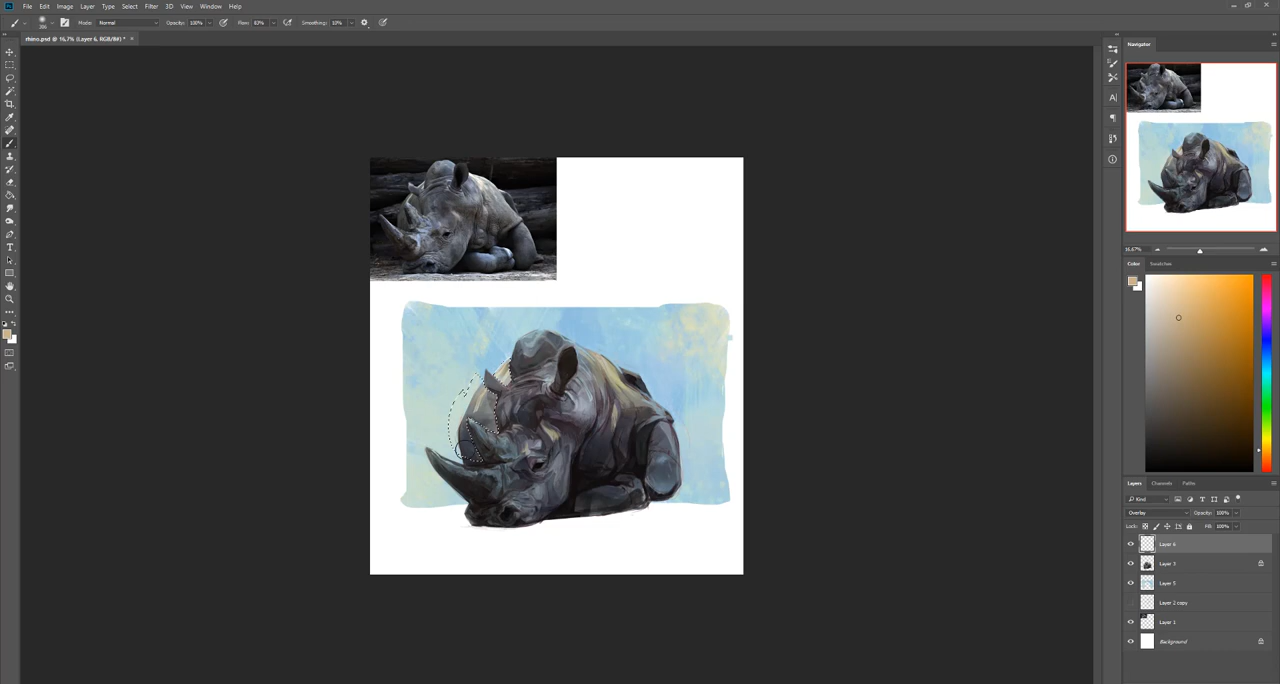 Ps File Edit Image Layer Type Select Filter 3D View Window Help
Mode: Normal Opacity: 100% Flow: 83% Smoothing: 10%
rhino.psd @ 16,7% (Layer 6, RGB/8#) * ×
Navigator
16.67%
Color Swatches
Layers Channels Paths
Kind
Overlay Opacity: 100%
Lock: Fill: 100%
Layer 6
Layer 3
Layer 5
Layer 2 copy
Layer 1
Background